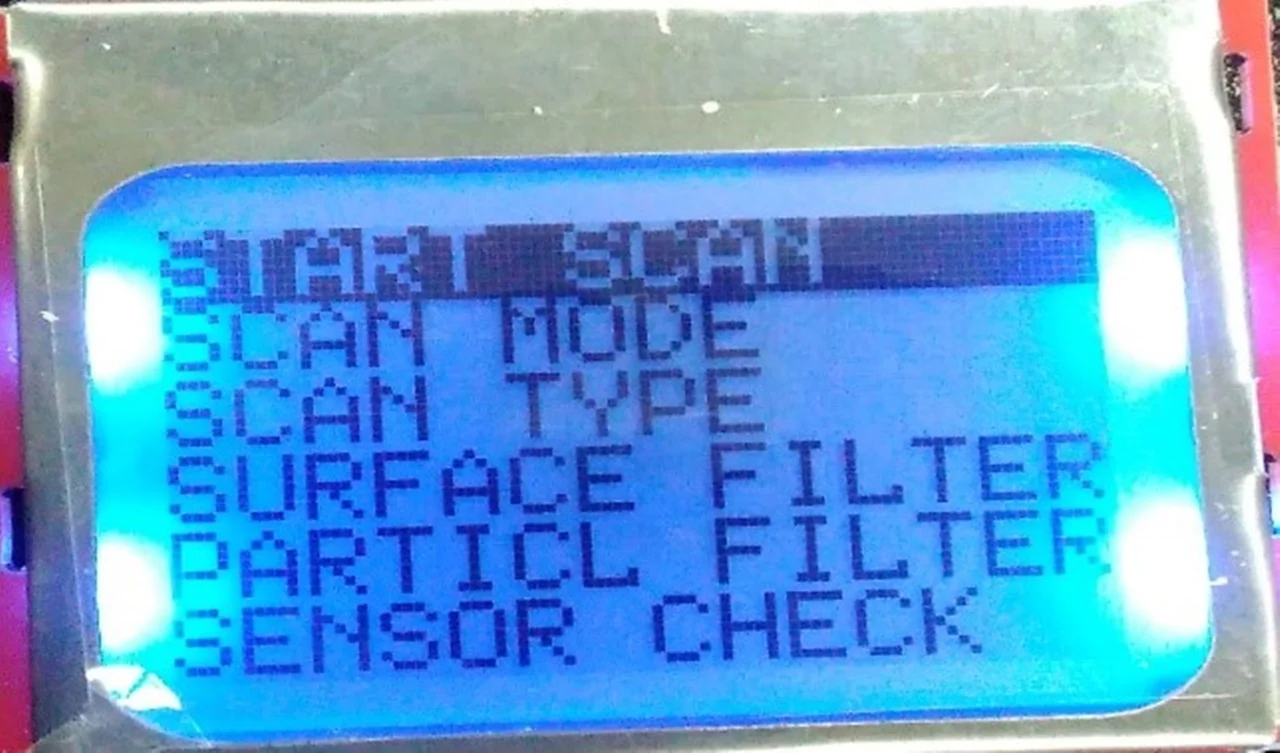 START SCAN
SCAN MODE
SCAN TYPE
SURFACE FILTER
PARTICL FILTER
SENSOR CHECK